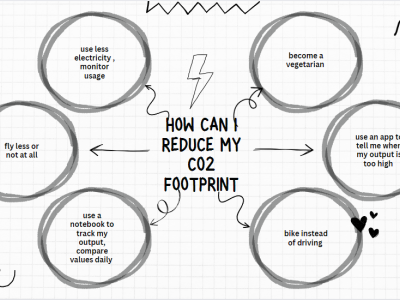 use less
electricity ,
monitor
usage
become a
vegetarian
HOW CAN I
REDUCE MY
CO2
FOOTPRINT
fly less or
not at all
use an app to
tell me when
my output is
too high
use a
notebook to
track my
output,
compare
values daily
bike instead
of driving